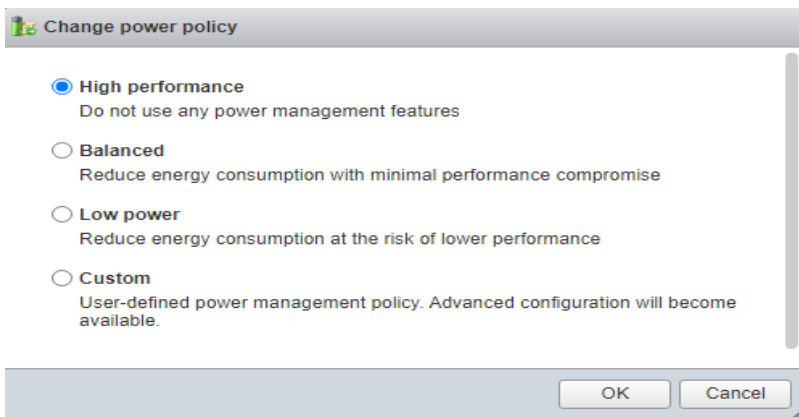 Change power policy
High performance
Do not use any power management features
Balanced
Reduce energy consumption with minimal performance compromise
Low power
Reduce energy consumption at the risk of lower performance
Custom
User-defined power management policy. Advanced configuration will become
available.
OK
Cancel